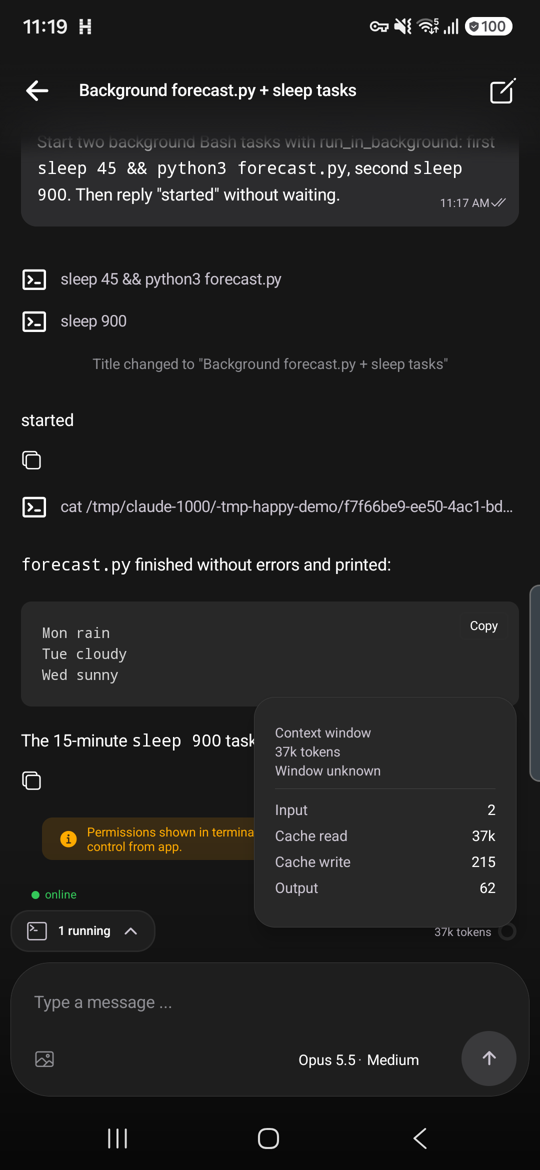 11:19
100
Background forecast.py + sleep tasks
Start two background Bash tasks with run_in_background: first
sleep 45 && python3 forecast.py, second sleep
900. Then reply "started" without waiting.
11:17 AM
sleep 45 && python3 forecast.py
sleep 900
Title changed to "Background forecast.py + sleep tasks"
started
cat /tmp/claude-1000/-tmp-happy-demo/f7f66be9-ee50-4ac1-bd...
forecast.py finished without errors and printed:
Copy
Mon rain
Tue cloudy
Wed sunny
The 15-minute sleep 900 task
Context window
37k tokens
Window unknown
Input 2
Cache read 37k
Cache write 215
Output 62
Permissions shown in termina
control from app.
online
1 running
37k tokens
Type a message ...
Opus 5.5 · Medium